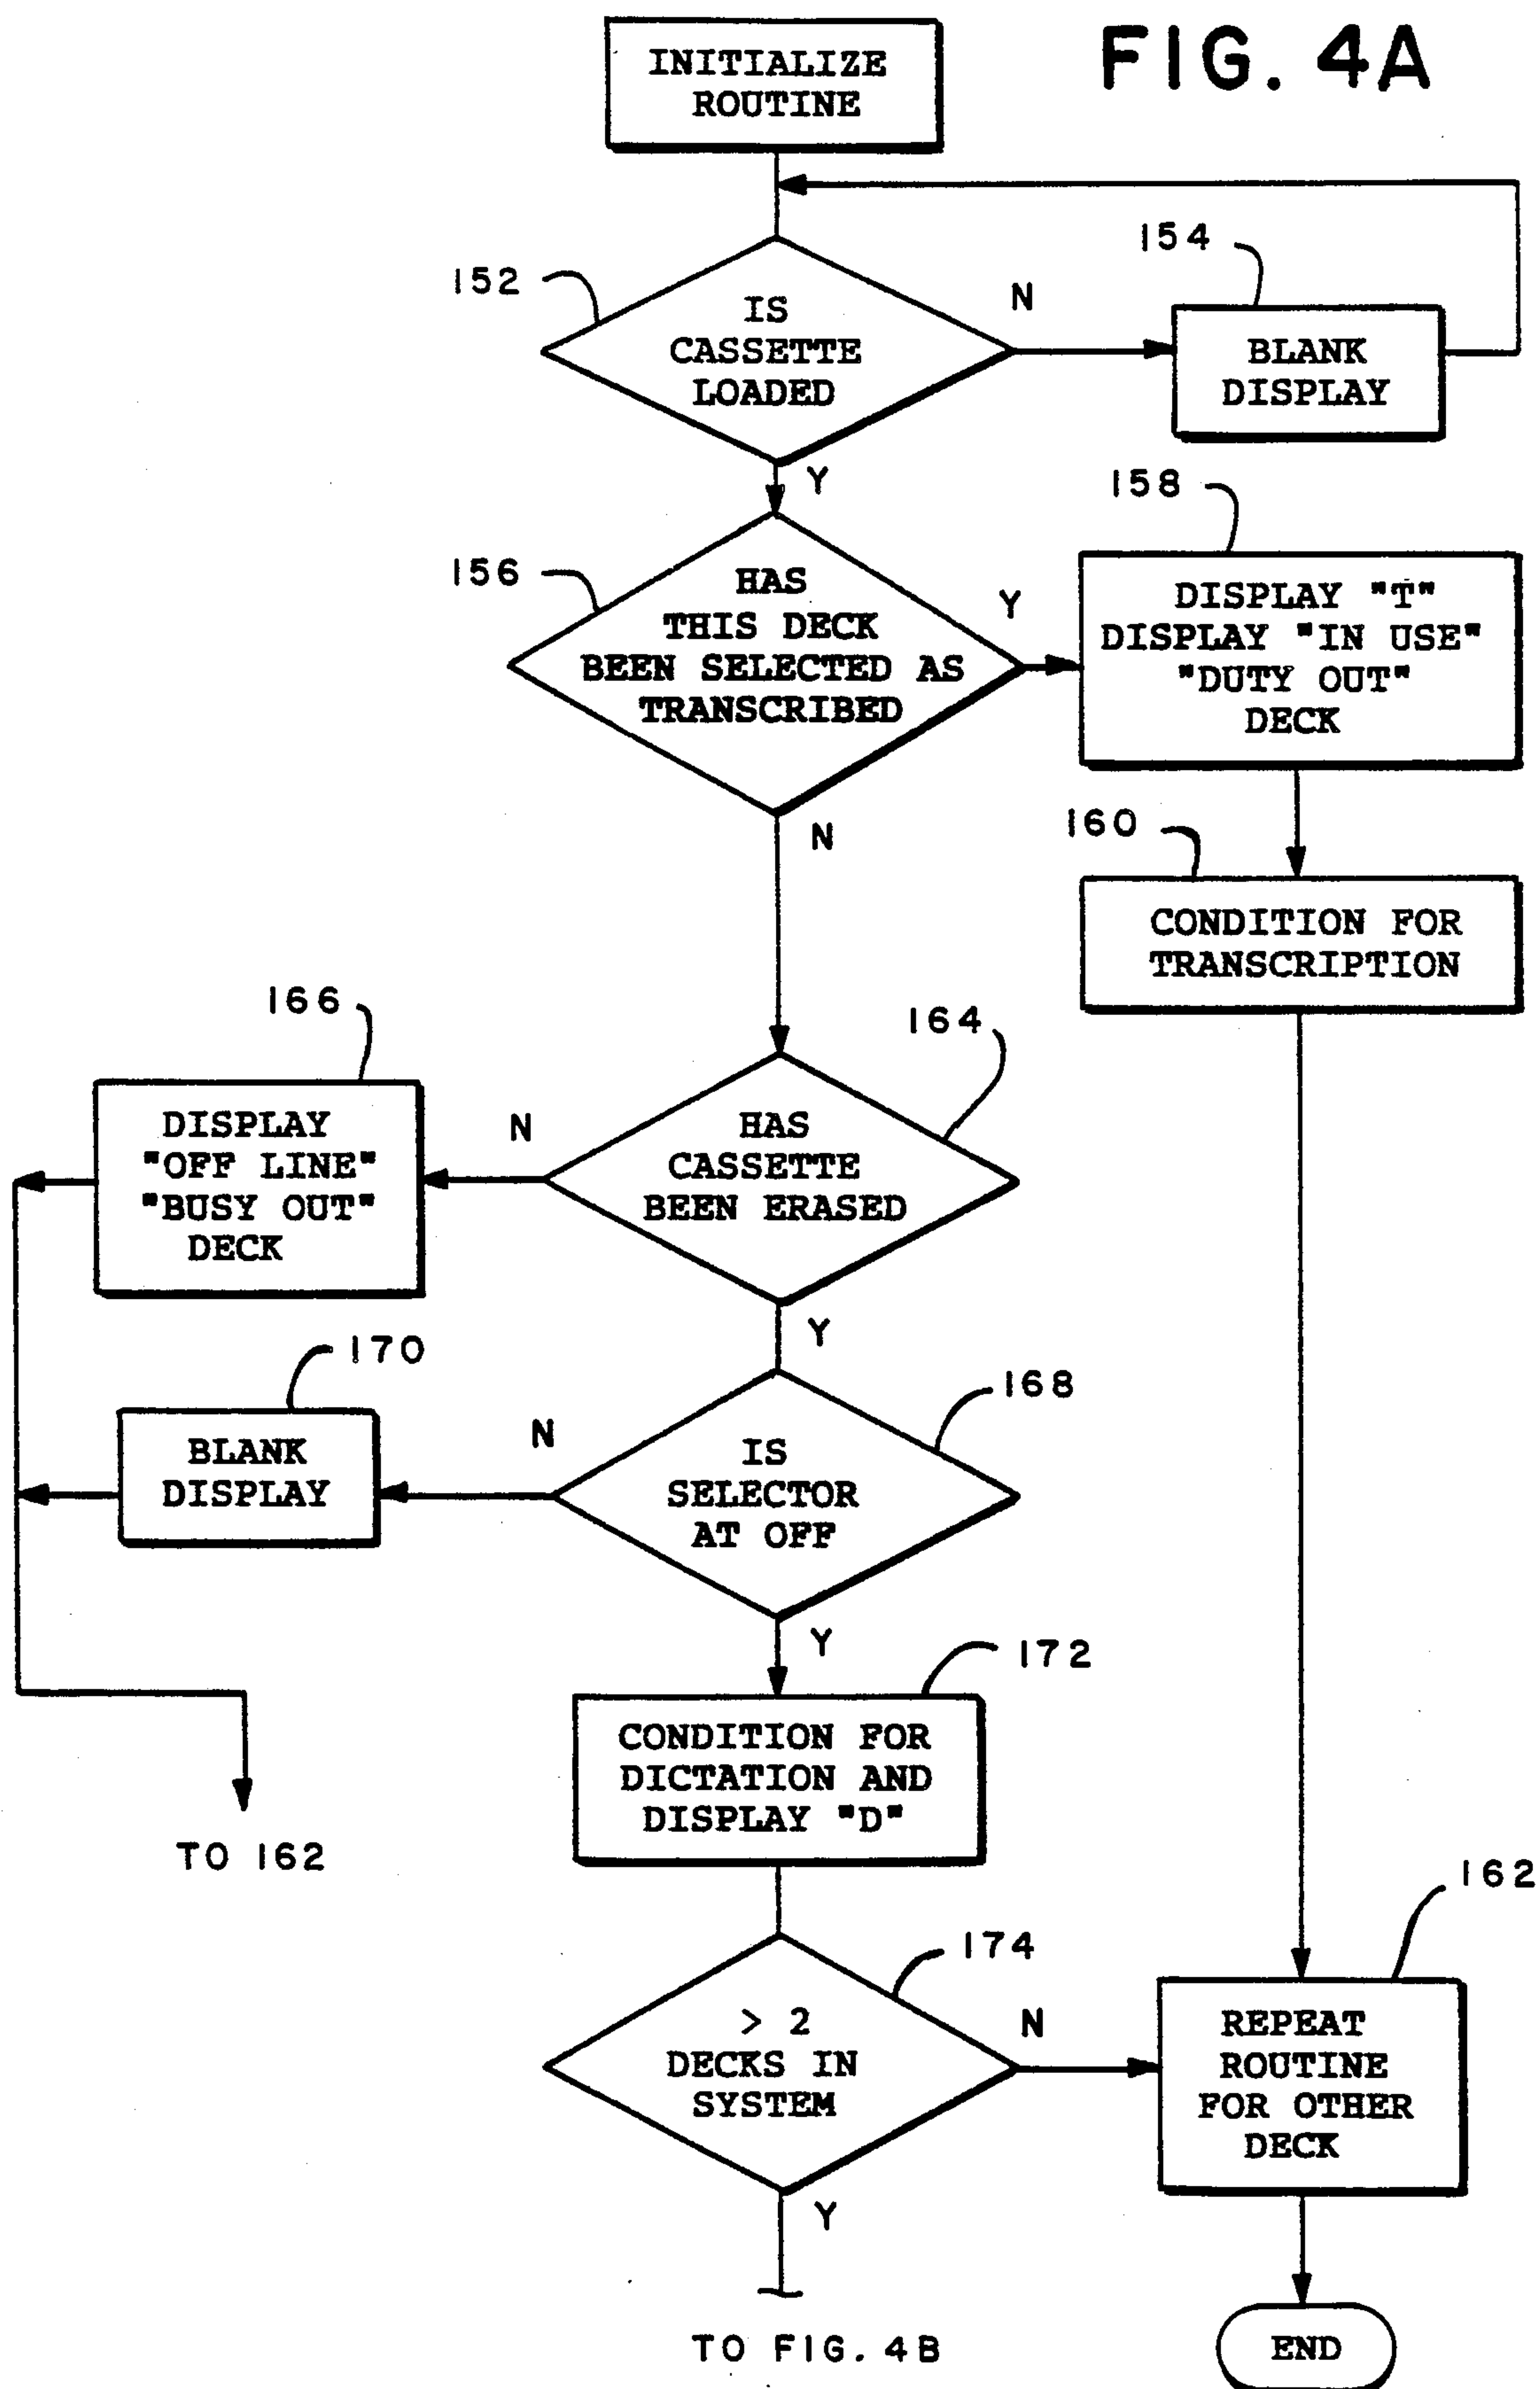 FIG. 4A
INITIALIZE
ROUTINE
152
IS
CASSETTE
LOADED
N
154
BLANK
DISPLAY
Y
156
HAS
THIS DECK
BEEN SELECTED AS
TRANSCRIBED
Y
158
DISPLAY "T"
DISPLAY "IN USE"
"DUTY OUT"
DECK
N
160
CONDITION FOR
TRANSCRIPTION
164
HAS
CASSETTE
BEEN ERASED
N
166
DISPLAY
"OFF LINE"
"BUSY OUT"
DECK
Y
168
IS
SELECTOR
AT OFF
N
170
BLANK
DISPLAY
TO 162
Y
172
CONDITION FOR
DICTATION AND
DISPLAY "D"
174
> 2
DECKS IN
SYSTEM
N
162
REPEAT
ROUTINE
FOR OTHER
DECK
Y
TO FIG. 4B
END